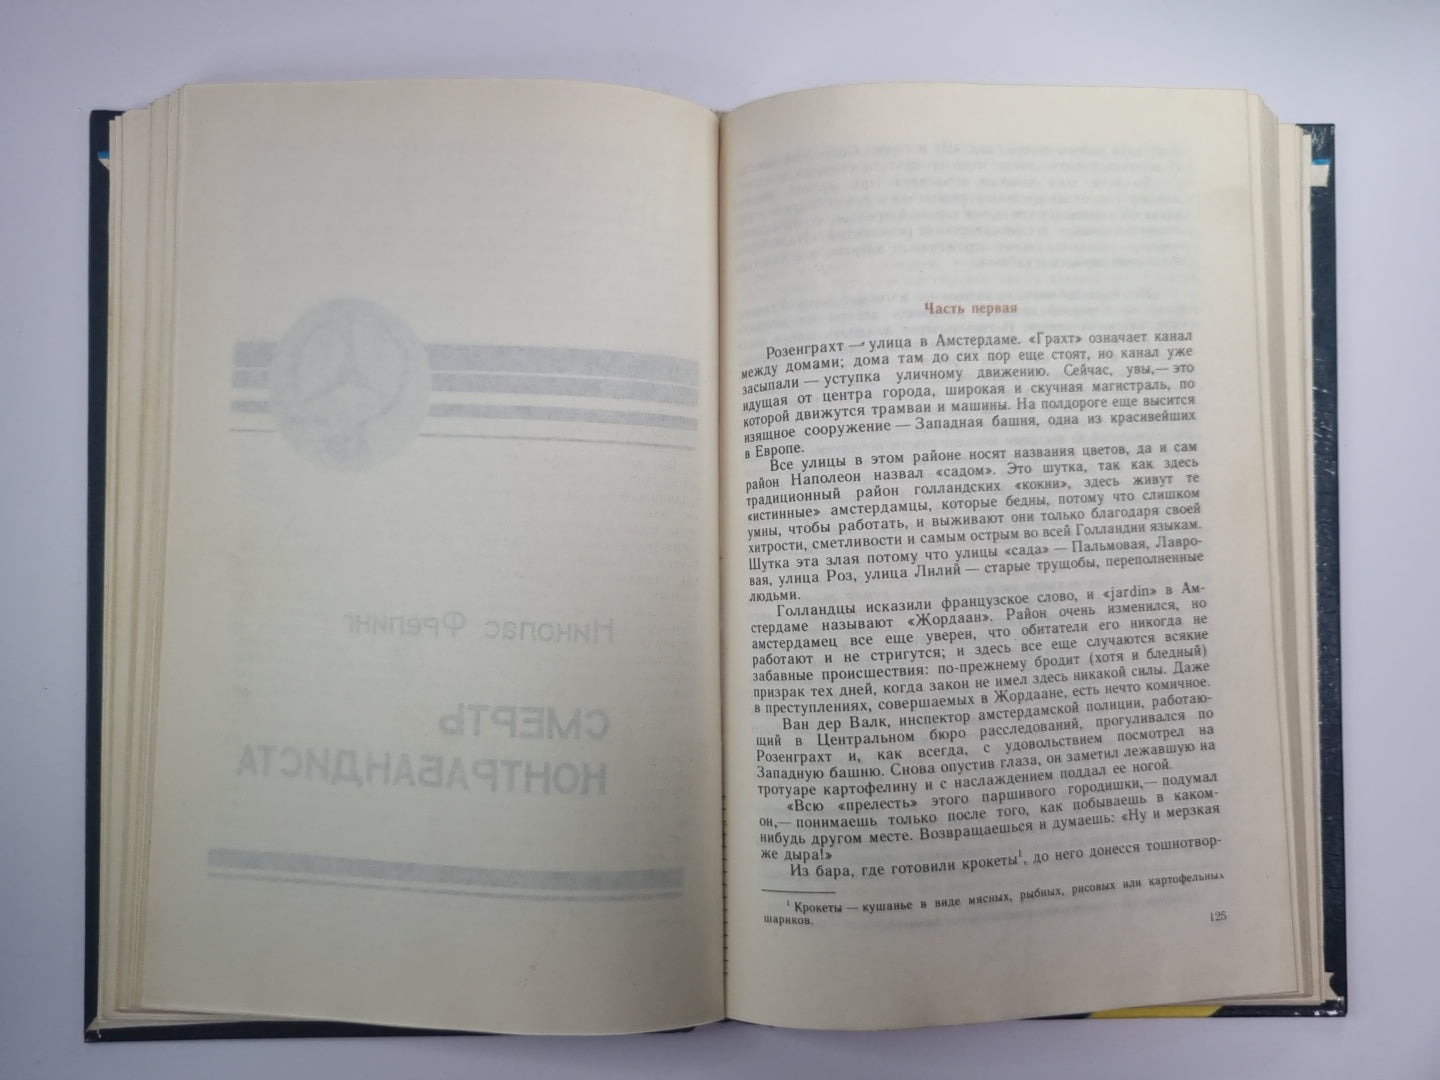 Николас Фрелинг
СМЕРТЬ
КОНТРАБАНДИСТА
Часть первая
Розенграхт — улица в Амстердаме. «Грахт» означает канал
между домами; дома там до сих пор еще стоят, но канал уже
засыпали — уступка уличному движению. Сейчас, увы,— это
идущая от центра города, широкая и скучная магистраль, по
которой движутся трамваи и машины. На полдороге еще высится
изящное сооружение — Западная башня, одна из красивейших
в Европе.
Все улицы в этом районе носят названия цветов, да и сам
район Наполеон назвал «садом». Это шутка, так как здесь
традиционный район голландских «кокни», здесь живут те
«истинные» амстердамцы, которые бедны, потому что слишком
умны, чтобы работать, и выживают они только благодаря своей
хитрости, сметливости и самым острым во всей Голландии языкам.
Шутка эта злая потому что улицы «сада» — Пальмовая, Лавро-
вая, улица Роз, улица Лилий — старые трущобы, переполненные
людьми.
Голландцы исказили французское слово, и «jardin» в Ам-
стердаме называют «Жордаан». Район очень изменился, но
амстердамец все еще уверен, что обитатели его никогда не
работают и не стригутся; и здесь все еще случаются всякие
забавные происшествия: по-прежнему бродит (хотя и бледный)
призрак тех дней, когда закон не имел здесь никакой силы. Даже
в преступлениях, совершаемых в Жордаане, есть нечто комичное.
Ван дер Валк, инспектор амстердамской полиции, работаю-
щий в Центральном бюро расследований, прогуливался по
Розенграхт и, как всегда, с удовольствием посмотрел на
Западную башню. Снова опустив глаза, он заметил лежавшую на
тротуаре картофелину и с наслаждением поддал ее ногой.
«Всю «прелесть» этого паршивого городишки,— подумал
он,— понимаешь только после того, как побываешь в каком-
нибудь другом месте. Возвращаешься и думаешь: «Ну и мерзкая
же дыра!»
Из бара, где готовили крокеты¹, до него донесся тошнотвор-
¹ Крокеты — кушанье в виде мясных, рыбных, рисовых или картофельных
шариков.
125